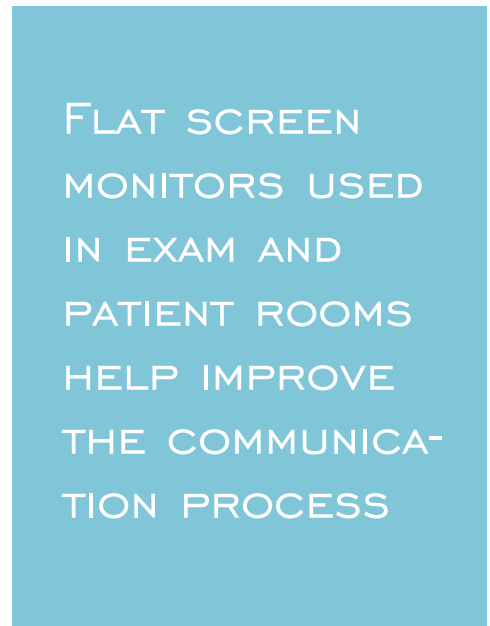 Flat screen
monitors used
in exam and
patient rooms
help improve
the communica-
tion process